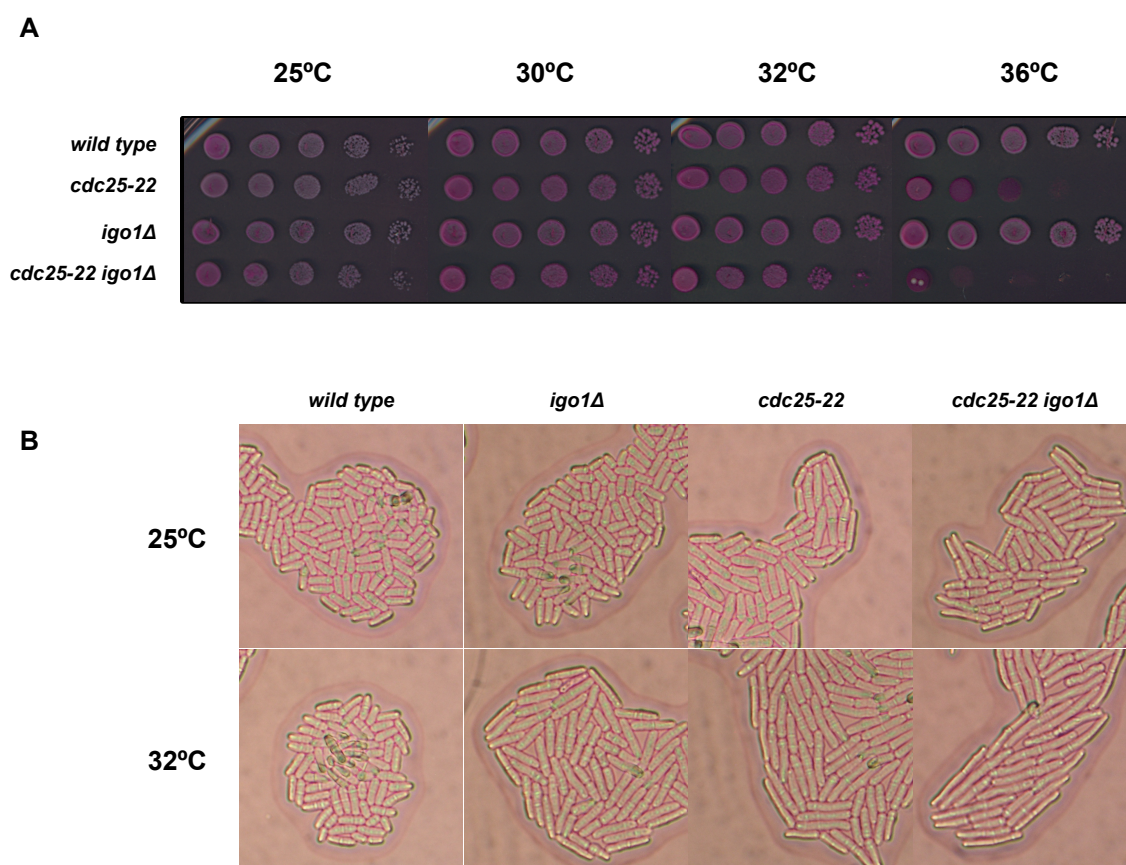 A
25ºC 30ºC 32ºC 36ºC
wild type
cdc25-22
igo1Δ
cdc25-22 igo1Δ
wild type igo1Δ cdc25-22 cdc25-22 igo1Δ
B
25ºC
32ºC